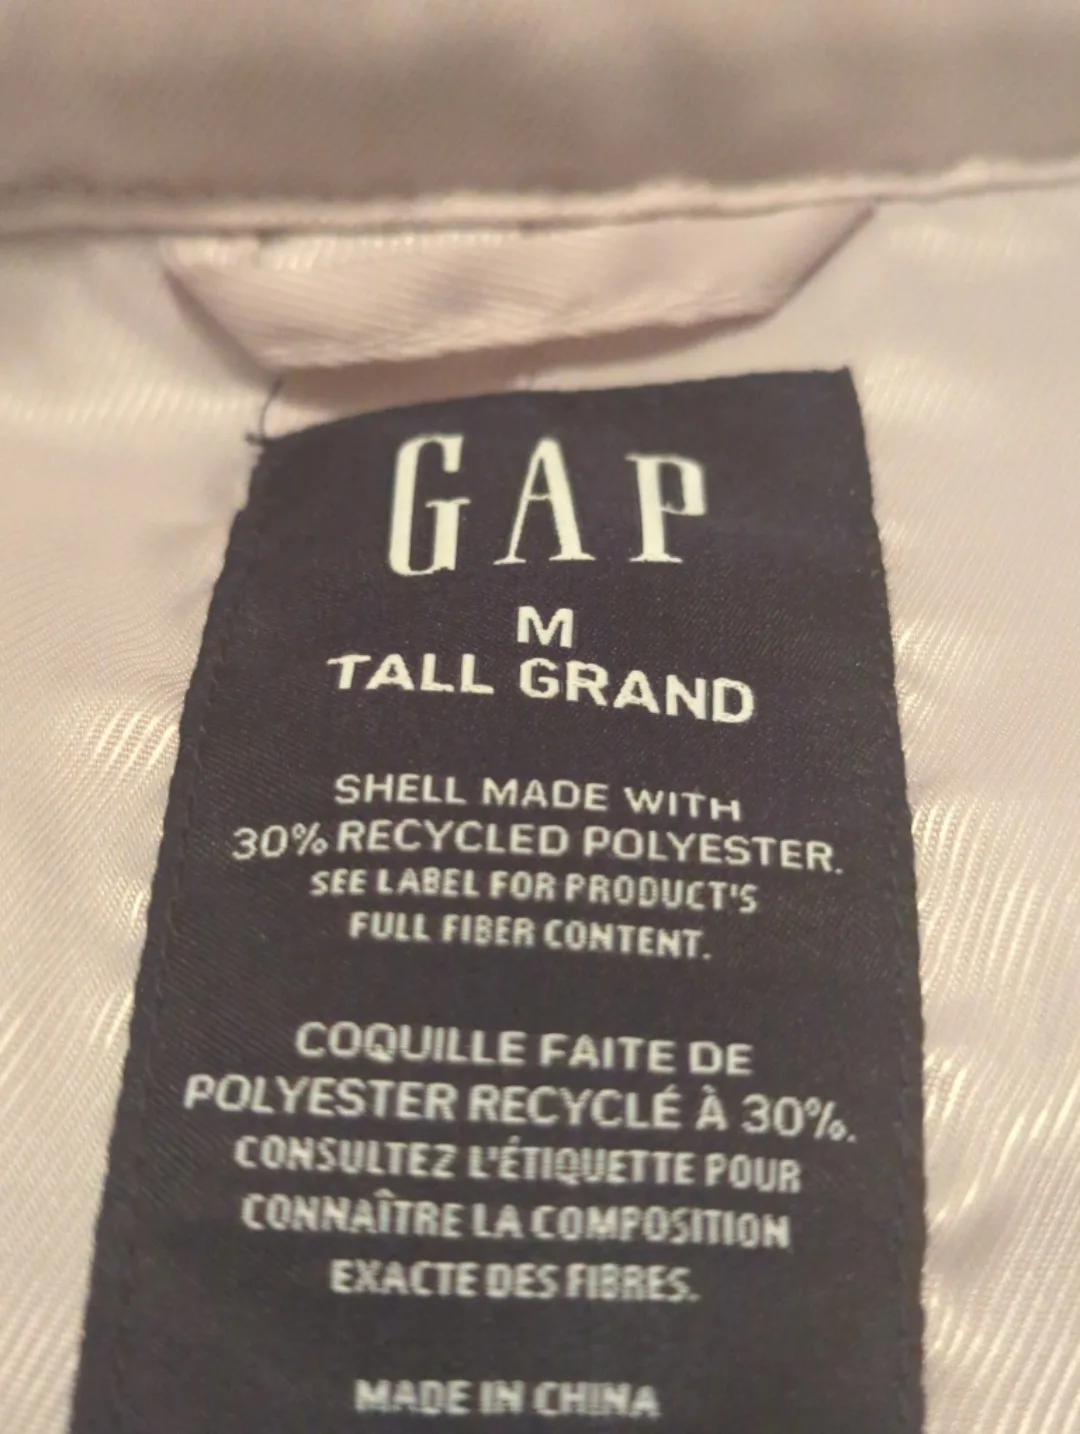 GAP
M
TALL GRAND
SHELL MADE WITH
30% RECYCLED POLYESTER.
SEE LABEL FOR PRODUCT'S
FULL FIBER CONTENT.
COQUILLE FAITE DE
POLYESTER RECYCLÉ À 30%.
CONSULTEZ L'ÉTIQUETTE POUR
CONNAÎTRE LA COMPOSITION
EXACTE DES FIBRES.
MADE IN CHINA